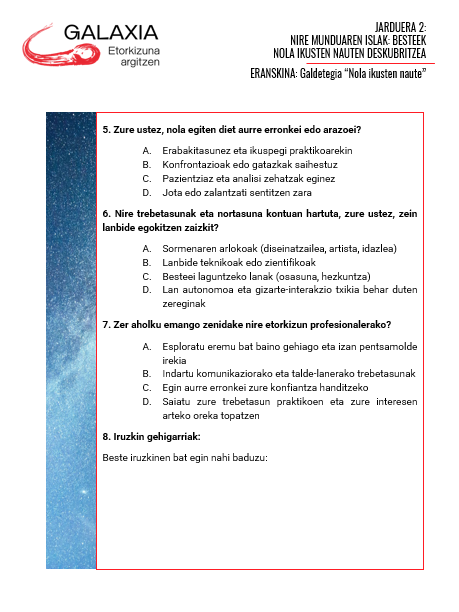 GALAXIA
Etorkizuna
argitzen
JARDUERA 2:
NIRE MUNDUAREN ISLAK: BESTEEK
NOLA IKUSTEN NAUTEN DESKUBRITZEA
ERANSKINA: Galdetegia “Nola ikusten naute”
5. Zure ustez, nola egiten diet aurre erronkei edo arazoei?
A. Erabakitasunez eta ikuspegi praktikoarekin
B. Konfrontazioak eta gatazkak saihestuz
C. Pazientziaz eta analisi zehatzak eginez
D. Jota edo zalantzati sentitzen zara
6. Nire trebetasunak eta nortasuna kontuan hartuta, zure ustez, zein
lanbide egokitzen zaizkit?
A. Sormenaren arlokoak (diseinatzailea, artista, idazlea)
B. Lanbide teknikoak edo zientifikoak
C. Besteei laguntzeko lanak (osasuna, hezkuntza)
D. Lan autonomoa eta gizarte-interakzio txikia behar duten
zereginak
7. Zer aholku emango zenidake nire etorkizun profesionalerako?
A. Esploratu eremu bat baino gehiago eta izan pentsamolde
irekia
B. Indartu komunikaziorako eta talde-lanerako trebetasunak
C. Egin aurre erronkei zure konfiantza handitzeko
D. Saiatu zure trebetasun praktikoen eta zure interesen
arteko oreka topatzen
8. Iruzkin gehigarriak:
Beste iruzkinen bat egin nahi baduzu: